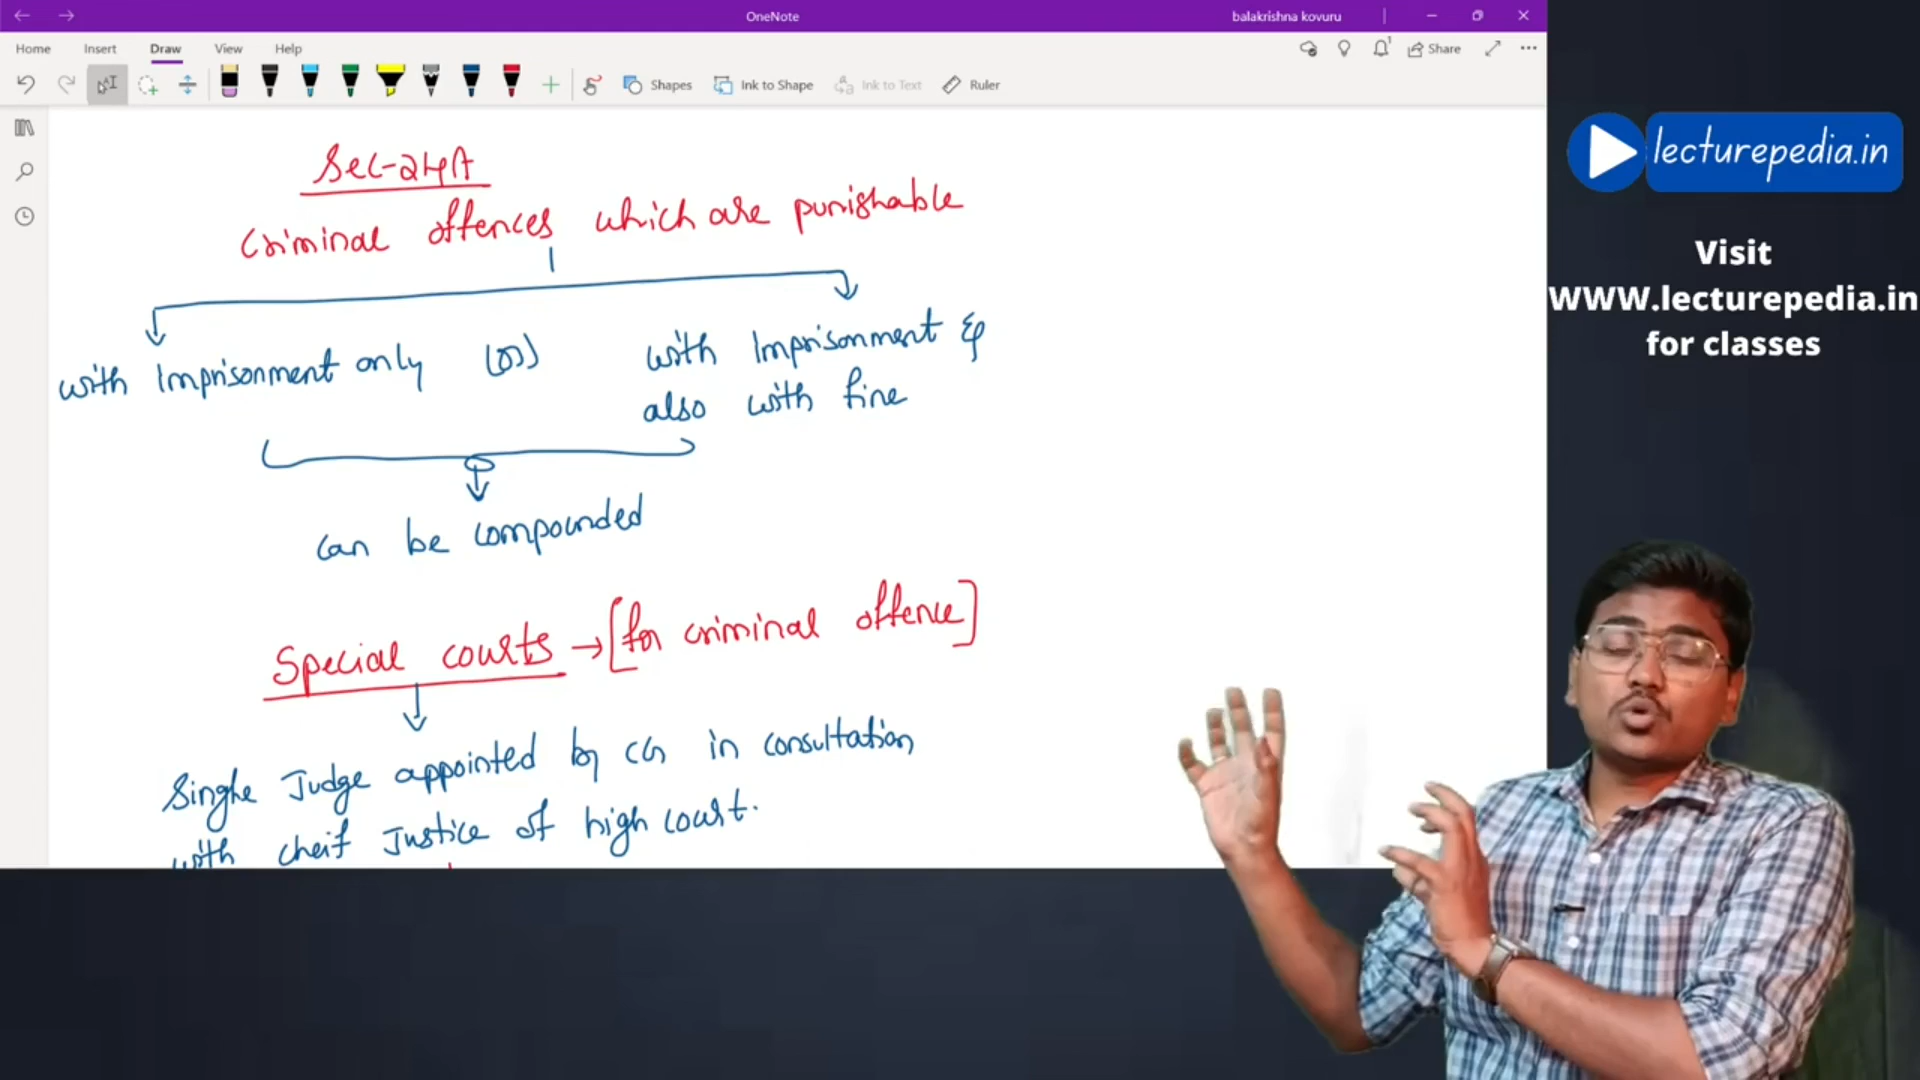 OneNote
balakrishna kovuru
Home Insert Draw View Help
1
Share
Shapes
Ink to Shape
Ink to Text
Ruler
Sec-24A
Criminal offences which are punishable
with Imprisonment only (or) with Imprisonment &
also with fine
can be compounded
Special courts → [for criminal offence]
Single Judge appointed by CG in consultation
with cheif Justice of high court.
lecturepedia.in
Visit
WWW.lecturepedia.in
for classes